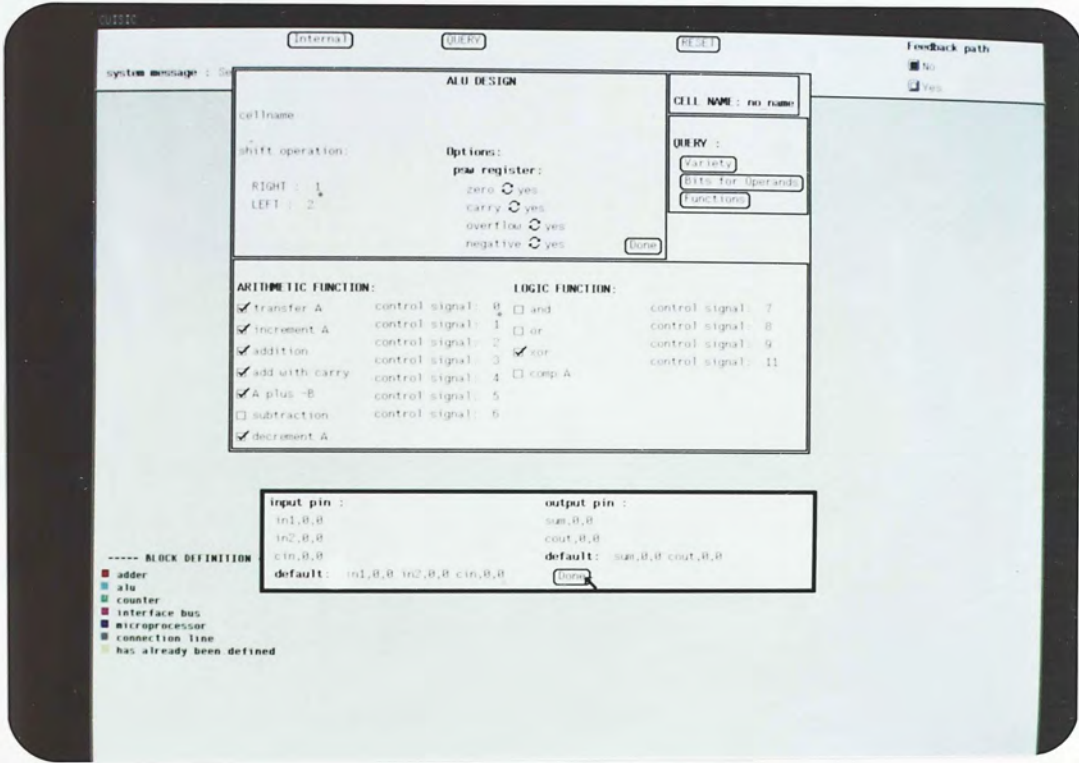 CUISIC
Internal QUERY RESET
Feedback path
No
Yes
system message : Se
ALU DESIGN
cellname
shift operation:
RIGHT : 1
LEFT : 2
Options:
psw register:
zero yes
carry yes
overflow yes
negative yes
Done
CELL NAME: no name
QUERY :
Variety
Bits for Operands
Functions
ARITHMETIC FUNCTION:
transfer A control signal: 0
increment A control signal: 1
addition control signal: 2
add with carry control signal: 3
A plus ~B control signal: 4
subtraction control signal: 5
decrement A control signal: 6
LOGIC FUNCTION:
and control signal: 7
or control signal: 8
xor control signal: 9
comp A control signal: 11
input pin :
in1,0,0
in2,0,0
cin,0,0
default: in1,0,0 in2,0,0 cin,0,0
output pin :
sum,0,0
cout,0,0
default: sum,0,0 cout,0,0
Done
----- BLOCK DEFINITION
adder
alu
counter
interface bus
microprocessor
connection line
has already been defined